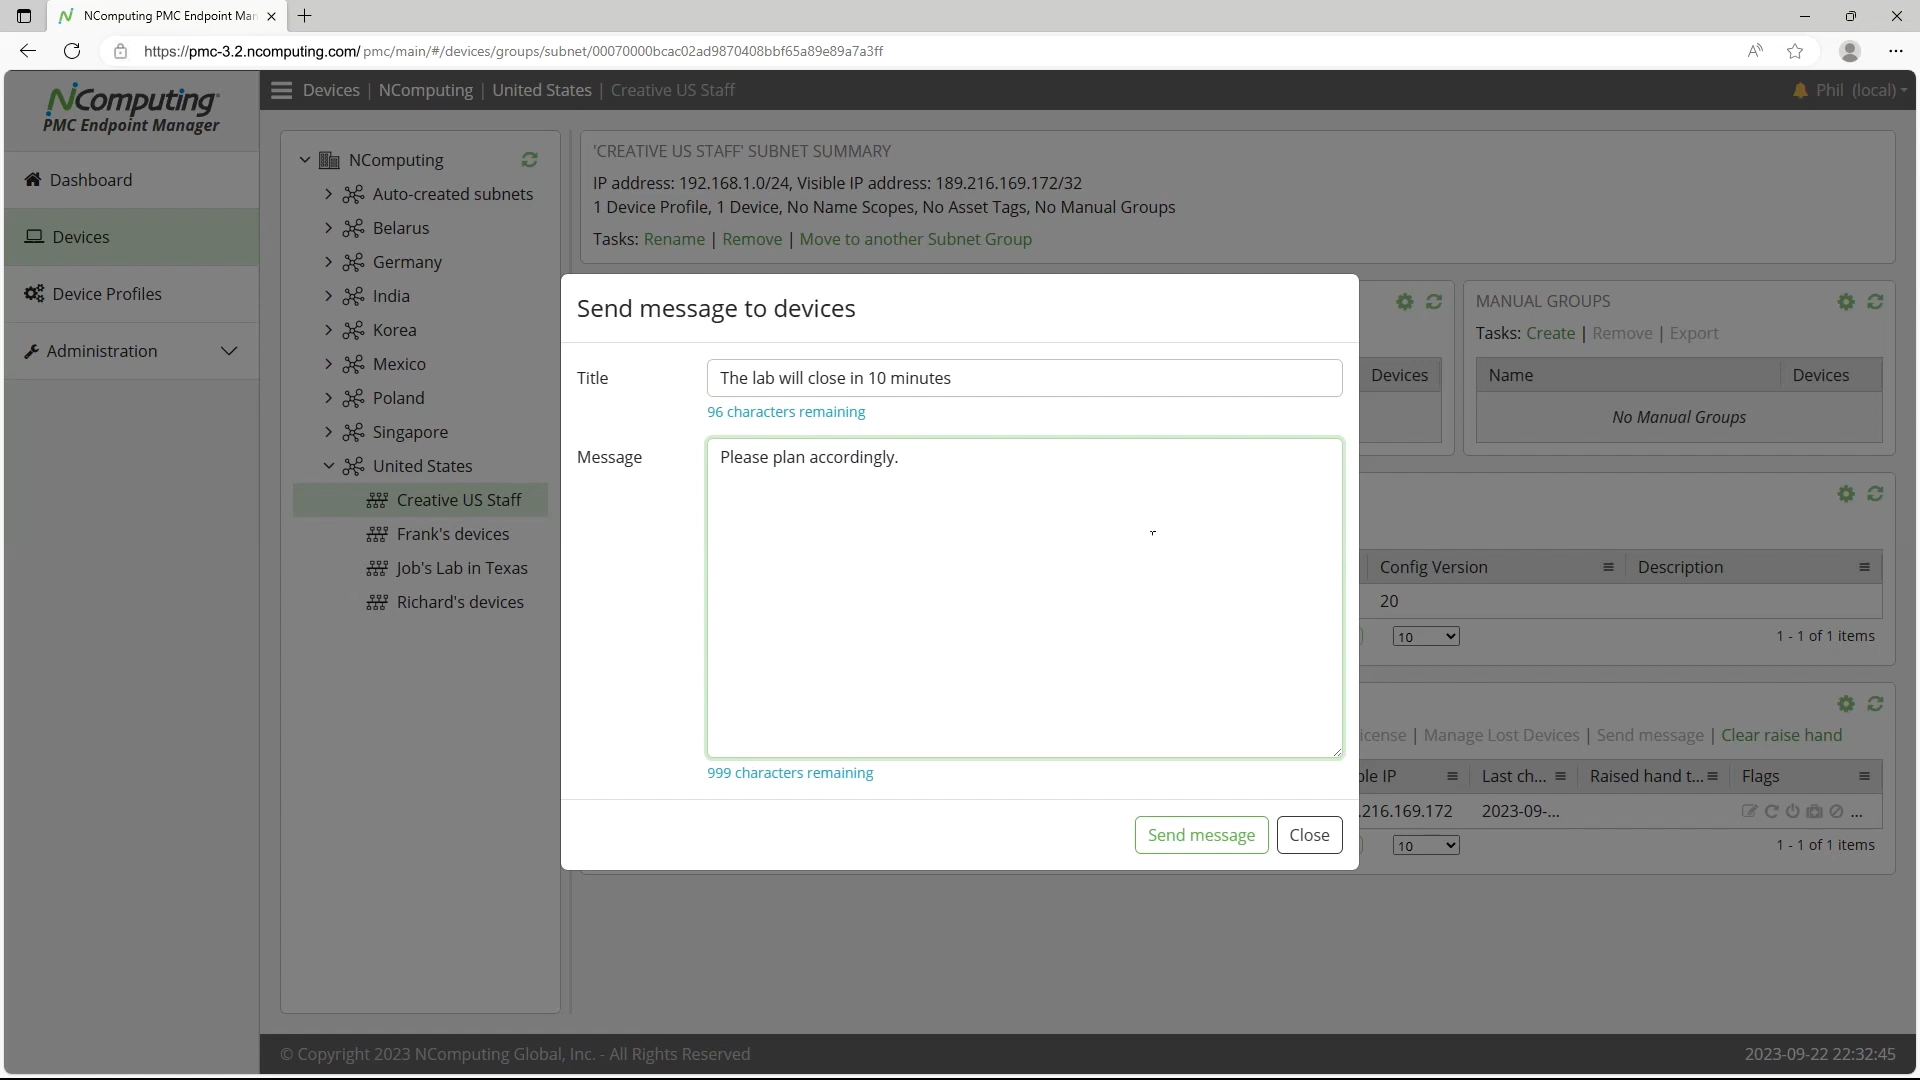 NComputing PMC Endpoint Mar
https://pmc-3.2.ncomputing.com/pmc/main/#/devices/groups/subnet/00070000bcac02ad9870408bbf65a89e89a7a3ff
NComputing
PMC Endpoint Manager
Devices | NComputing | United States | Creative US Staff
Phil (local)
Dashboard
Devices
Device Profiles
Administration
NComputing
Auto-created subnets
Belarus
Germany
India
Korea
Mexico
Poland
Singapore
United States
Creative US Staff
Frank's devices
Job's Lab in Texas
Richard's devices
'CREATIVE US STAFF' SUBNET SUMMARY
IP address: 192.168.1.0/24, Visible IP address: 189.216.169.172/32
1 Device Profile, 1 Device, No Name Scopes, No Asset Tags, No Manual Groups
Tasks: Rename | Remove | Move to another Subnet Group
Send message to devices
Title
The lab will close in 10 minutes
96 characters remaining
Message
Please plan accordingly.
999 characters remaining
Send message
Close
Devices
MANUAL GROUPS
Tasks: Create | Remove | Export
Name
Devices
No Manual Groups
Config Version
Description
20
10
1 - 1 of 1 items
icense | Manage Lost Devices | Send message | Clear raise hand
ble IP
Last ch...
Raised hand t...
Flags
.216.169.172
2023-09-...
...
10
1 - 1 of 1 items
© Copyright 2023 NComputing Global, Inc. - All Rights Reserved
2023-09-22 22:32:45